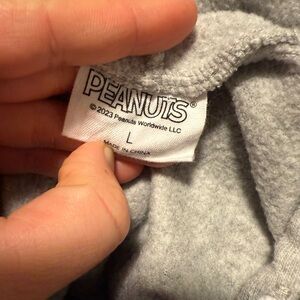 PEANUTS®
© 2023 Peanuts Worldwide LLC
L
MADE IN CHINA